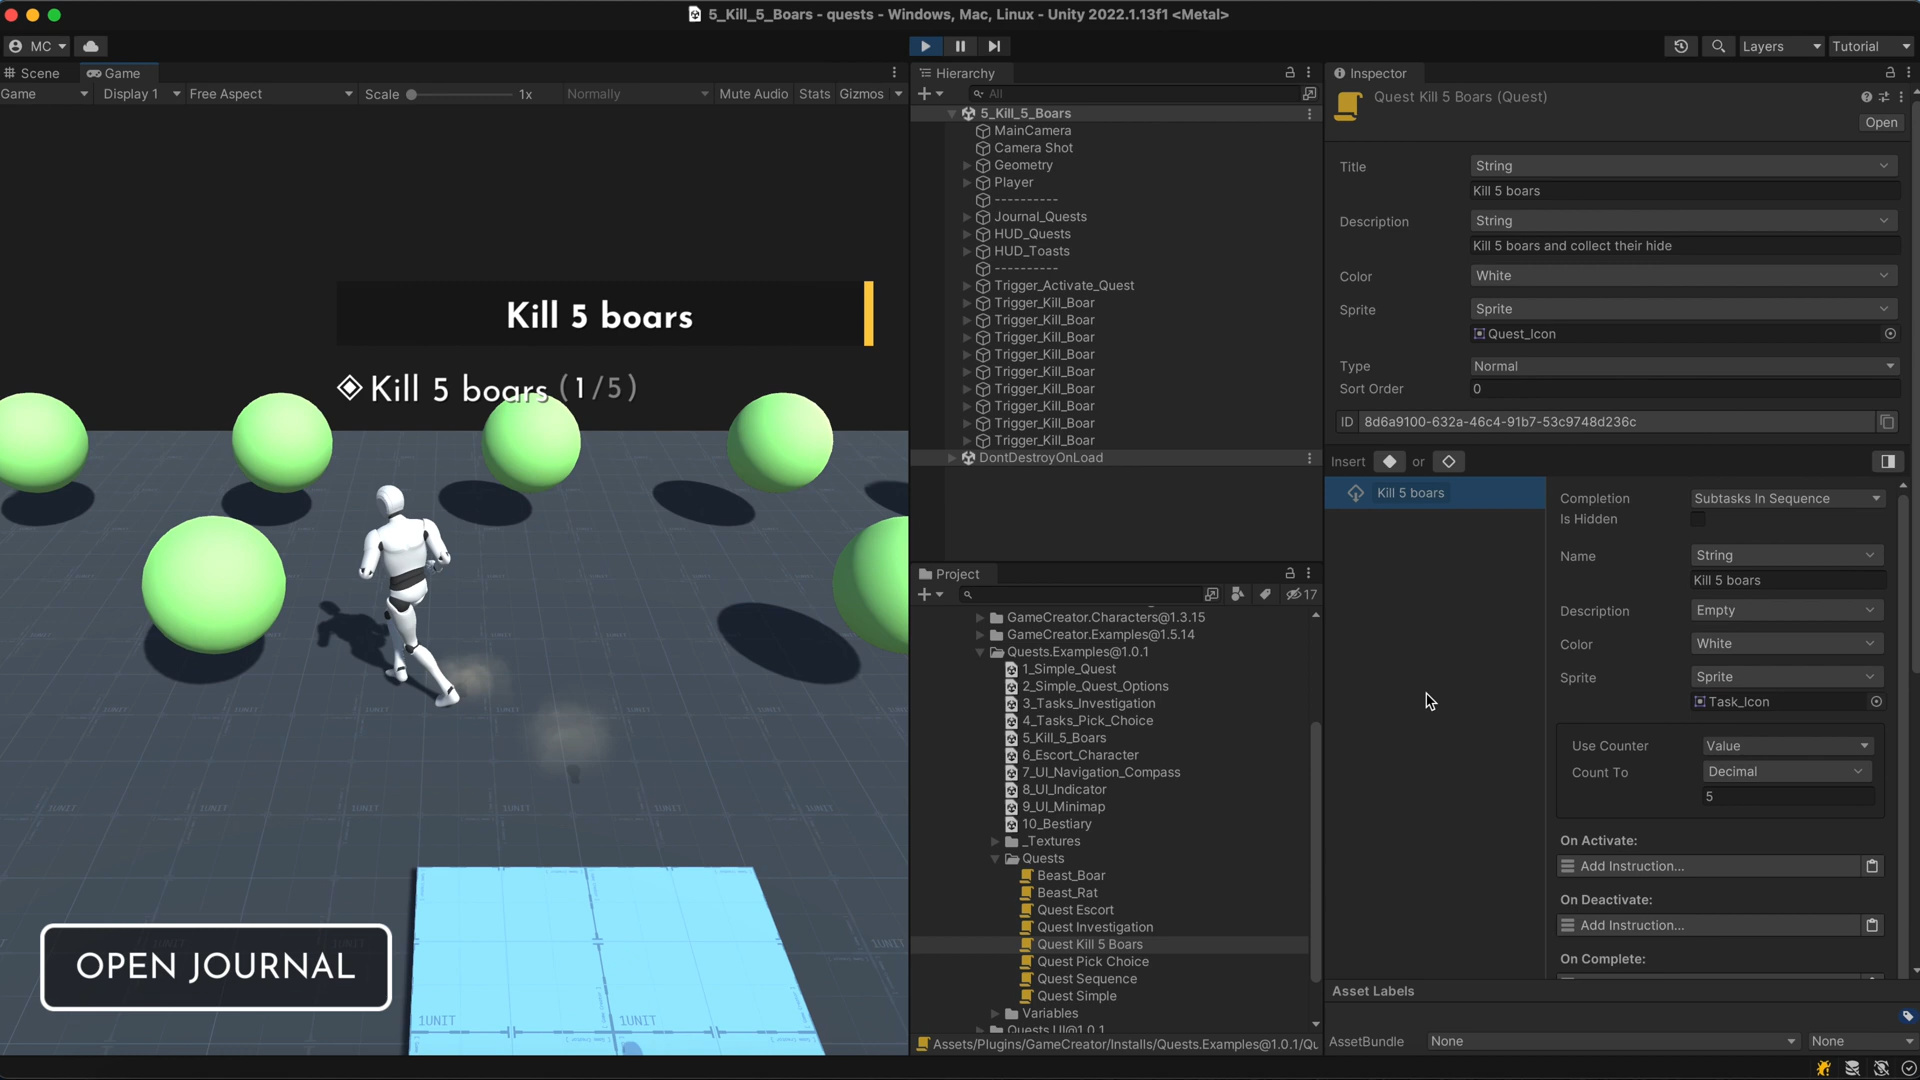 5_Kill_5_Boars - quests - Windows, Mac, Linux - Unity 2022.1.13f1 <Metal>
MC
Layers
Tutorial
Scene
Game
Game
Display 1
Free Aspect
Scale
1x
Normally
Mute Audio
Stats
Gizmos
Kill 5 boars
Kill 5 boars (1/5)
OPEN JOURNAL
1UNIT
1UNIT
Hierarchy
All
5_Kill_5_Boars
MainCamera
Camera Shot
Geometry
Player
----------
Journal_Quests
HUD_Quests
HUD_Toasts
----------
Trigger_Activate_Quest
Trigger_Kill_Boar
Trigger_Kill_Boar
Trigger_Kill_Boar
Trigger_Kill_Boar
Trigger_Kill_Boar
Trigger_Kill_Boar
Trigger_Kill_Boar
Trigger_Kill_Boar
Trigger_Kill_Boar
DontDestroyOnLoad
Project
17
GameCreator.Characters@1.3.15
GameCreator.Examples@1.5.14
Quests.Examples@1.0.1
1_Simple_Quest
2_Simple_Quest_Options
3_Tasks_Investigation
4_Tasks_Pick_Choice
5_Kill_5_Boars
6_Escort_Character
7_UI_Navigation_Compass
8_UI_Indicator
9_UI_Minimap
10_Bestiary
_Textures
Quests
Beast_Boar
Beast_Rat
Quest Escort
Quest Investigation
Quest Kill 5 Boars
Quest Pick Choice
Quest Sequence
Quest Simple
Variables
Quests.UI@1.0.1
Assets/Plugins/GameCreator/Installs/Quests.Examples@1.0.1/Qu
Inspector
Quest Kill 5 Boars (Quest)
Open
Title
String
Kill 5 boars
Description
String
Kill 5 boars and collect their hide
Color
White
Sprite
Sprite
Quest_Icon
Type
Normal
Sort Order
0
ID 8d6a9100-632a-46c4-91b7-53c9748d236c
Insert
or
Kill 5 boars
Completion
Subtasks In Sequence
Is Hidden
Name
String
Kill 5 boars
Description
Empty
Color
White
Sprite
Sprite
Task_Icon
Use Counter
Value
Count To
Decimal
5
On Activate:
Add Instruction...
On Deactivate:
Add Instruction...
On Complete:
Asset Labels
AssetBundle
None
None